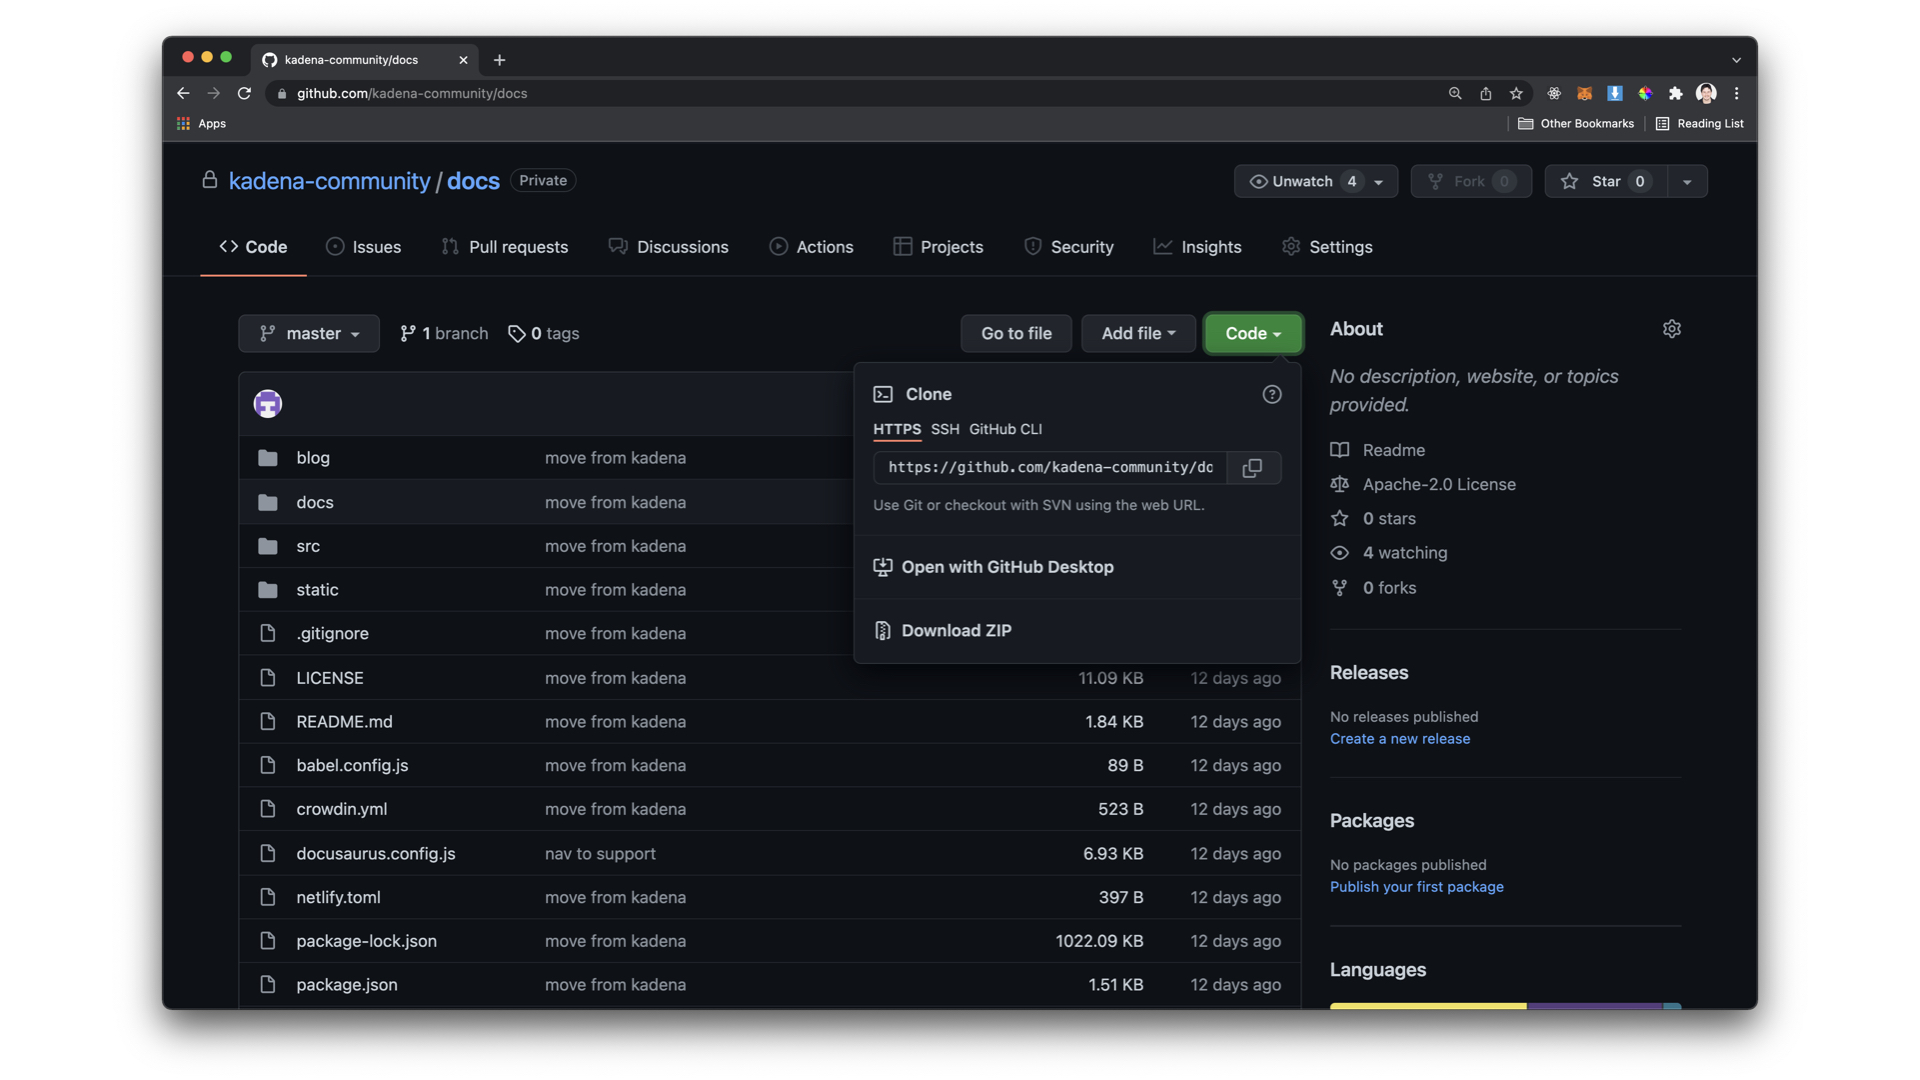 kadena-community/docs
github.com/kadena-community/docs
Apps
Other Bookmarks
Reading List
kadena-community / docs Private
Unwatch 4
Fork 0
Star 0
Code
Issues
Pull requests
Discussions
Actions
Projects
Security
Insights
Settings
master
1 branch
0 tags
Go to file
Add file
Code
Clone
HTTPS SSH GitHub CLI
https://github.com/kadena-community/do
Use Git or checkout with SVN using the web URL.
Open with GitHub Desktop
Download ZIP
blog move from kadena
docs move from kadena
src move from kadena
static move from kadena
.gitignore move from kadena
LICENSE move from kadena 11.09 KB 12 days ago
README.md move from kadena 1.84 KB 12 days ago
babel.config.js move from kadena 89 B 12 days ago
crowdin.yml move from kadena 523 B 12 days ago
docusaurus.config.js nav to support 6.93 KB 12 days ago
netlify.toml move from kadena 397 B 12 days ago
package-lock.json move from kadena 1022.09 KB 12 days ago
package.json move from kadena 1.51 KB 12 days ago
About
No description, website, or topics
provided.
Readme
Apache-2.0 License
0 stars
4 watching
0 forks
Releases
No releases published
Create a new release
Packages
No packages published
Publish your first package
Languages